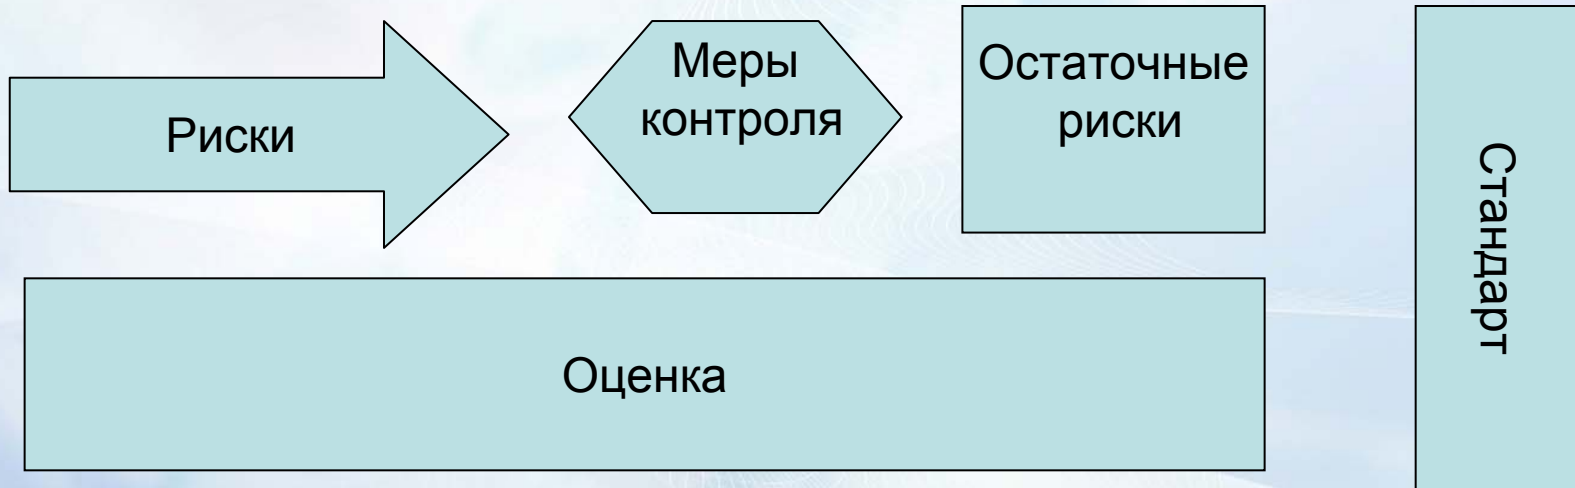 Риски
Меры
контроля
Остаточные
риски
Оценка
Стандарт